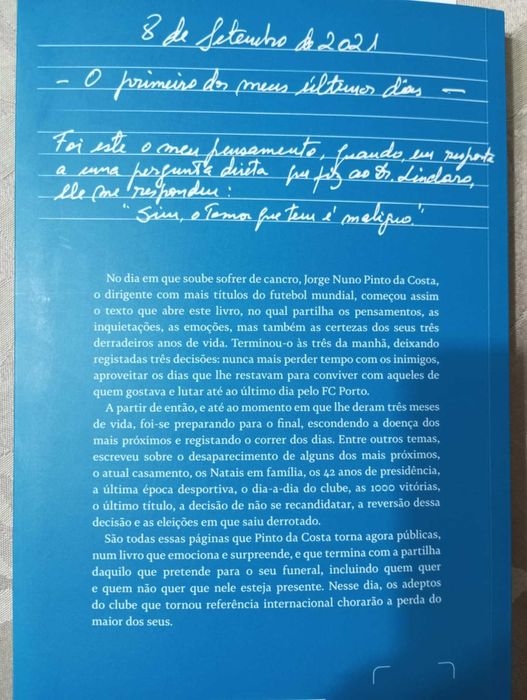 8 de Setembro de 2021
- O primeiro dos meus últimos dias -
Foi este o meu pensamento, quando, em resposta
a uma pergunta direta que fiz ao Dr. Lindoro,
ele me respondeu:
"Sim, o tumor que tem é maligno."
No dia em que soube sofrer de cancro, Jorge Nuno Pinto da Costa,
o dirigente com mais títulos do futebol mundial, começou assim
o texto que abre este livro, no qual partilha os pensamentos, as
inquietações, as emoções, mas também as certezas dos seus três
derradeiros anos de vida. Terminou-o às três da manhã, deixando
registadas três decisões: nunca mais perder tempo com os inimigos,
aproveitar os dias que lhe restavam para conviver com aqueles de
quem gostava e lutar até ao último dia pelo FC Porto.
A partir de então, e até ao momento em que lhe deram três meses
de vida, foi-se preparando para o final, escondendo a doença dos
mais próximos e registando o correr dos dias. Entre outros temas,
escreveu sobre o desaparecimento de alguns dos mais próximos,
o atual casamento, os Natais em família, os 42 anos de presidência,
a última época desportiva, o dia-a-dia do clube, as 1000 vitórias,
o último título, a decisão de não se recandidatar, a reversão dessa
decisão e as eleições em que saiu derrotado.
São todas essas páginas que Pinto da Costa torna agora públicas,
num livro que emociona e surpreende, e que termina com a partilha
daquilo que pretende para o seu funeral, incluindo quem quer
e quem não quer que nele esteja presente. Nesse dia, os adeptos
do clube que tornou referência internacional chorarão a perda do
maior dos seus.